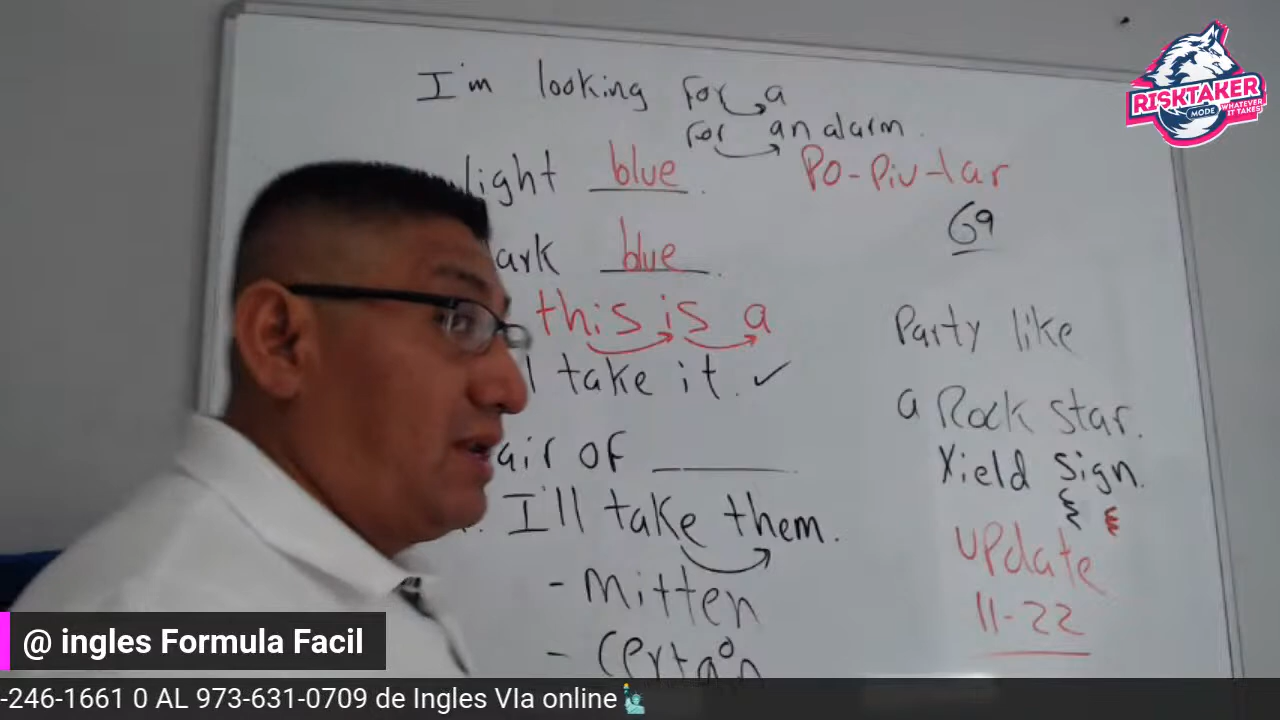 I'm looking for a
for an alarm.
light blue.
Po-Piu-lar
69
ark blue.
this is a
take it. ✓
Party like
a Rock star.
air of
Yield sign.
I'll take them.
update
11-22
- mitten
- Certain
RISKTAKER
MODE
WHATEVER
IT TAKES!
@ ingles Formula Facil
-246-1661 0 AL 973-631-0709 de Ingles VIa online